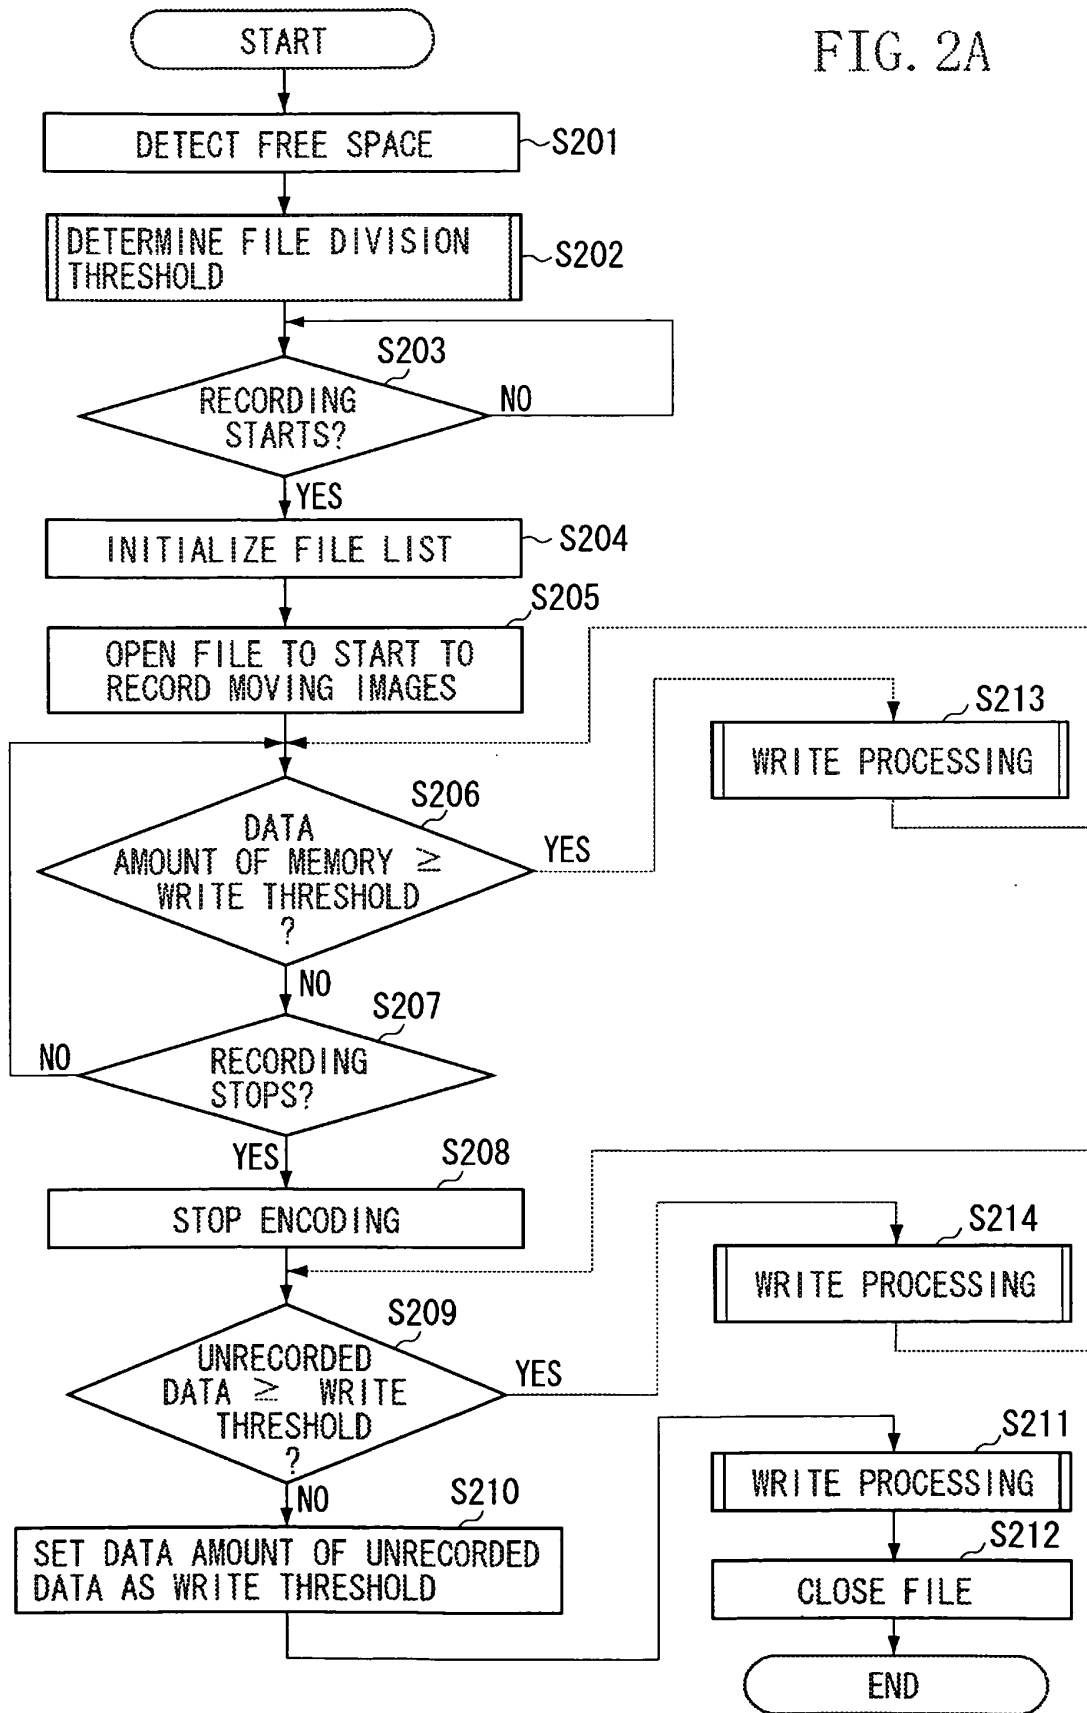 FIG. 2A
START
DETECT FREE SPACE
S201
DETERMINE FILE DIVISION
THRESHOLD
S202
S203
RECORDING
STARTS?
NO
YES
INITIALIZE FILE LIST
S204
S205
OPEN FILE TO START TO
RECORD MOVING IMAGES
S213
WRITE PROCESSING
S206
DATA
AMOUNT OF MEMORY ≥
WRITE THRESHOLD
?
YES
NO
S207
RECORDING
STOPS?
NO
YES
S208
STOP ENCODING
S214
WRITE PROCESSING
S209
UNRECORDED
DATA ≥ WRITE
THRESHOLD
?
YES
NO
S210
SET DATA AMOUNT OF UNRECORDED
DATA AS WRITE THRESHOLD
S211
WRITE PROCESSING
S212
CLOSE FILE
END